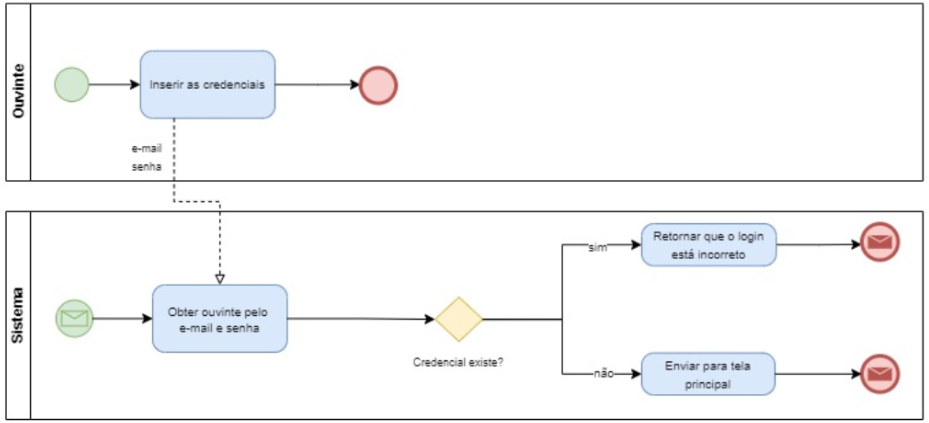 Ouvinte
Inserir as credenciais
e-mail
senha
Sistema
Obter ouvinte pelo
e-mail e senha
Credencial existe?
sim
Retornar que o login
está incorreto
não
Enviar para tela
principal